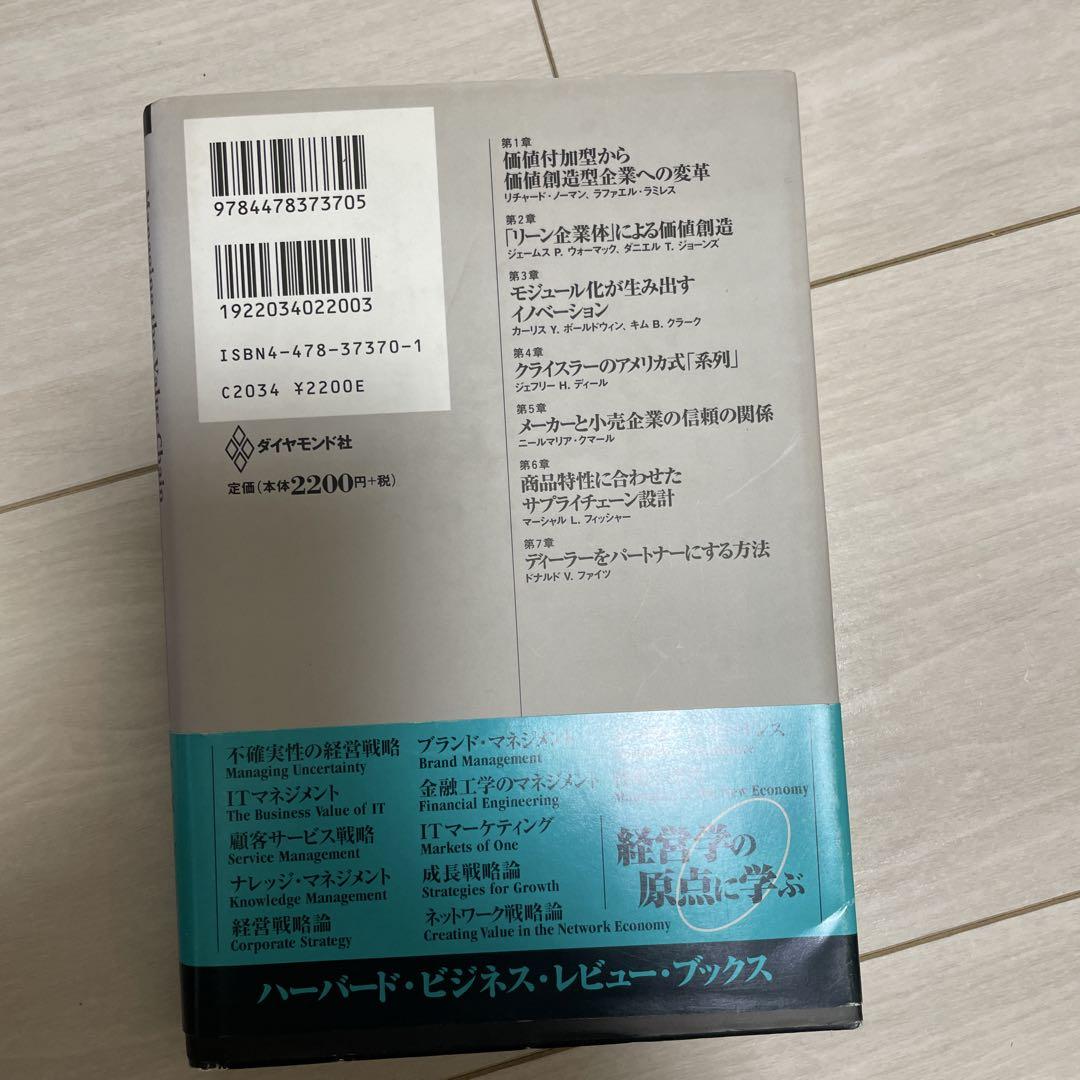 9784478373705
1922034022003
ISBN4-478-37370-1
C2034 ¥2200E
ダイヤモンド社
定価(本体2200円+税)
第1章
価値付加型から
価値創造型企業への変革
リチャード・ノーマン、ラファエル・ラミレス
第2章
「リーン企業体」による価値創造
ジェームス P. ウォーマック、ダニエル T. ジョーンズ
第3章
モジュール化が生み出す
イノベーション
カーリス Y. ボールドウィン、キム B. クラーク
第4章
クライスラーのアメリカ式「系列」
ジェフリー H. ディール
第5章
メーカーと小売企業の信頼の関係
ニールマリア・クマール
第6章
商品特性に合わせた
サプライチェーン設計
マーシャル L. フィッシャー
第7章
ディーラーをパートナーにする方法
ドナルド V. ファイツ
the Value Chain
不確実性の経営戦略
Managing Uncertainty
ITマネジメント
The Business Value of IT
顧客サービス戦略
Service Management
ナレッジ・マネジメント
Knowledge Management
経営戦略論
Corporate Strategy
ブランド・マネジメント
Brand Management
金融工学のマネジメント
Financial Engineering
ITマーケティング
Markets of One
成長戦略論
Strategies for Growth
ネットワーク戦略論
Creating Value in the Network Economy
Economy
経営学の
原点に学ぶ
ハーバード・ビジネス・レビュー・ブックス